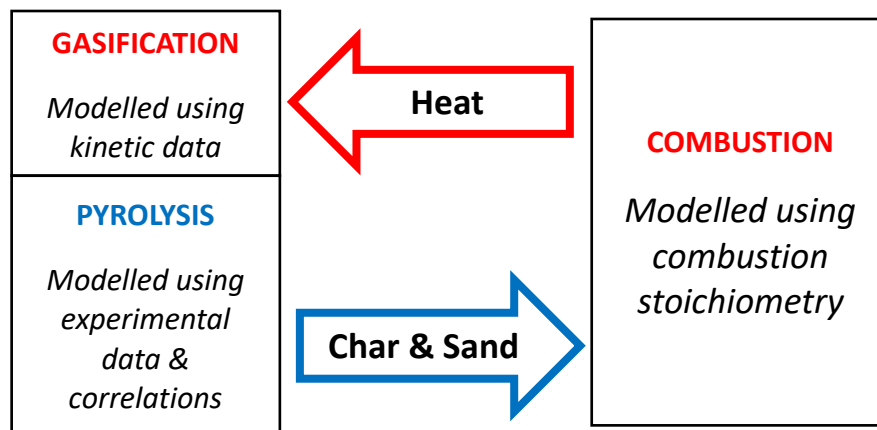 GASIFICATION
Modelled using
kinetic data
PYROLYSIS
Modelled using
experimental
data &
correlations
Heat
Char & Sand
COMBUSTION
Modelled using
combustion
stoichiometry